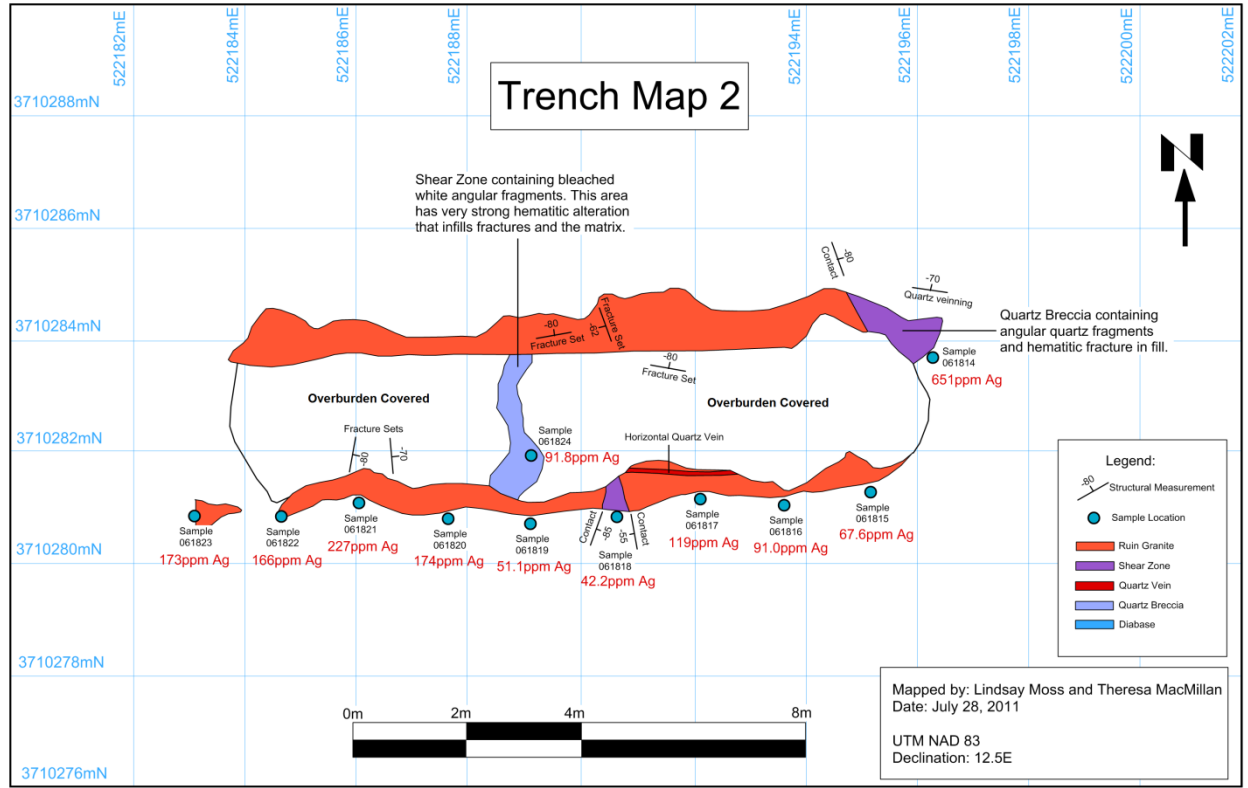 522182mE
522184mE
522186mE
522188mE
522194mE
522196mE
522198mE
522200mE
522202mE
3710288mN
3710286mN
3710284mN
3710282mN
3710280mN
3710278mN
3710276mN
Trench Map 2
N
Shear Zone containing bleached
white angular fragments. This area
has very strong hematitic alteration
that infills fractures and the matrix.
-80
Contact
-70
Quartz veinning
Quartz Breccia containing
angular quartz fragments
and hematitic fracture in fill.
-80
Fracture Set
-62
Fracture Set
-80
Fracture Set
Sample
061814
651ppm Ag
Overburden Covered
Overburden Covered
Fracture Sets
-80
-70
Sample
061824
91.8ppm Ag
Horizontal Quartz Vein
Sample
061823
173ppm Ag
Sample
061822
166ppm Ag
Sample
061821
227ppm Ag
Sample
061820
174ppm Ag
Sample
061819
51.1ppm Ag
Contact
-85
-55
Contact
Sample
061818
42.2ppm Ag
Sample
061817
119ppm Ag
Sample
061816
91.0ppm Ag
Sample
061815
67.6ppm Ag
Legend:
-80
Structural Measurement
Sample Location
Ruin Granite
Shear Zone
Quartz Vein
Quartz Breccia
Diabase
0m
2m
4m
8m
Mapped by: Lindsay Moss and Theresa MacMillan
Date: July 28, 2011
UTM NAD 83
Declination: 12.5E